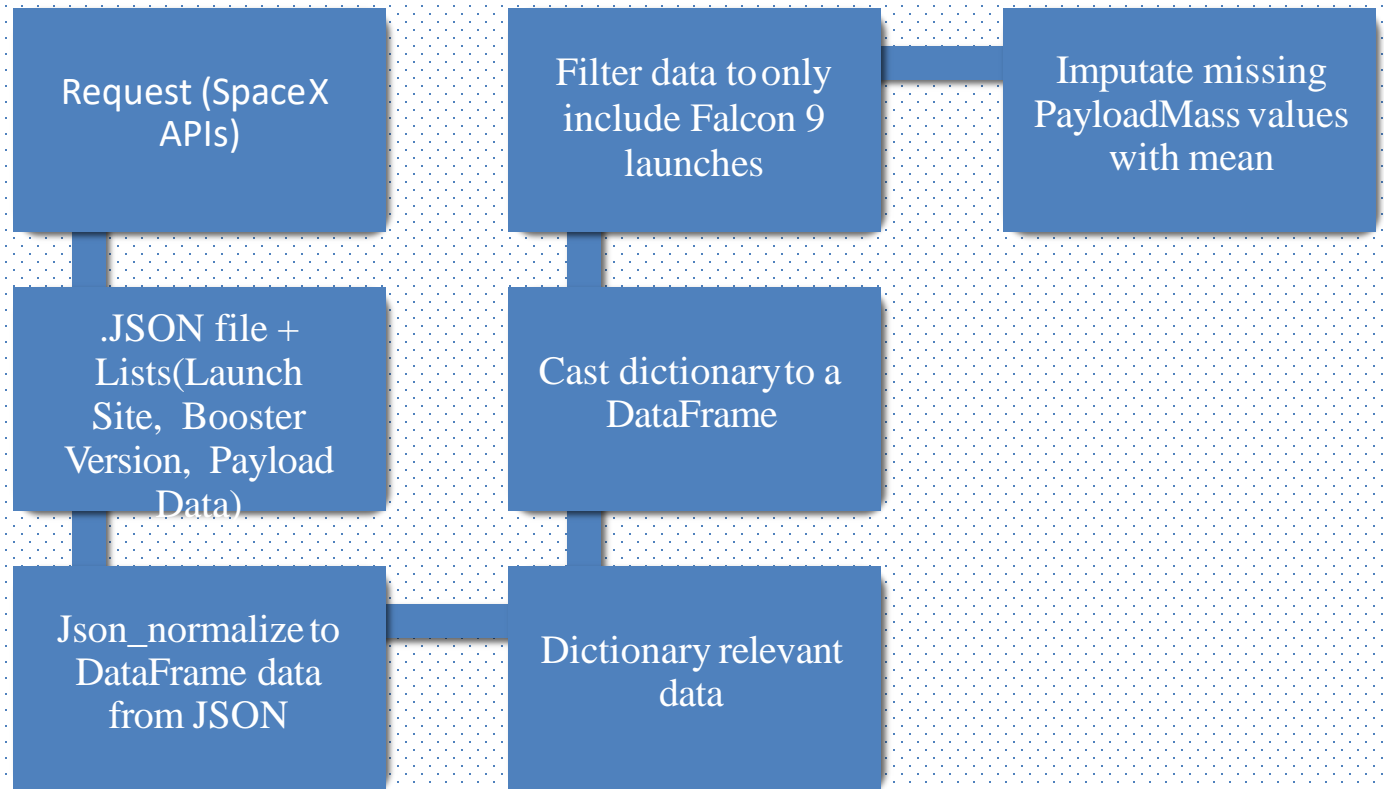 Request (SpaceX
APIs)
.JSON file +
Lists(Launch
Site, Booster
Version, Payload
Data)
Json_normalize to
DataFrame data
from JSON
Dictionary relevant
data
Cast dictionary to a
DataFrame
Filter data to only
include Falcon 9
launches
Imputate missing
PayloadMass values
with mean